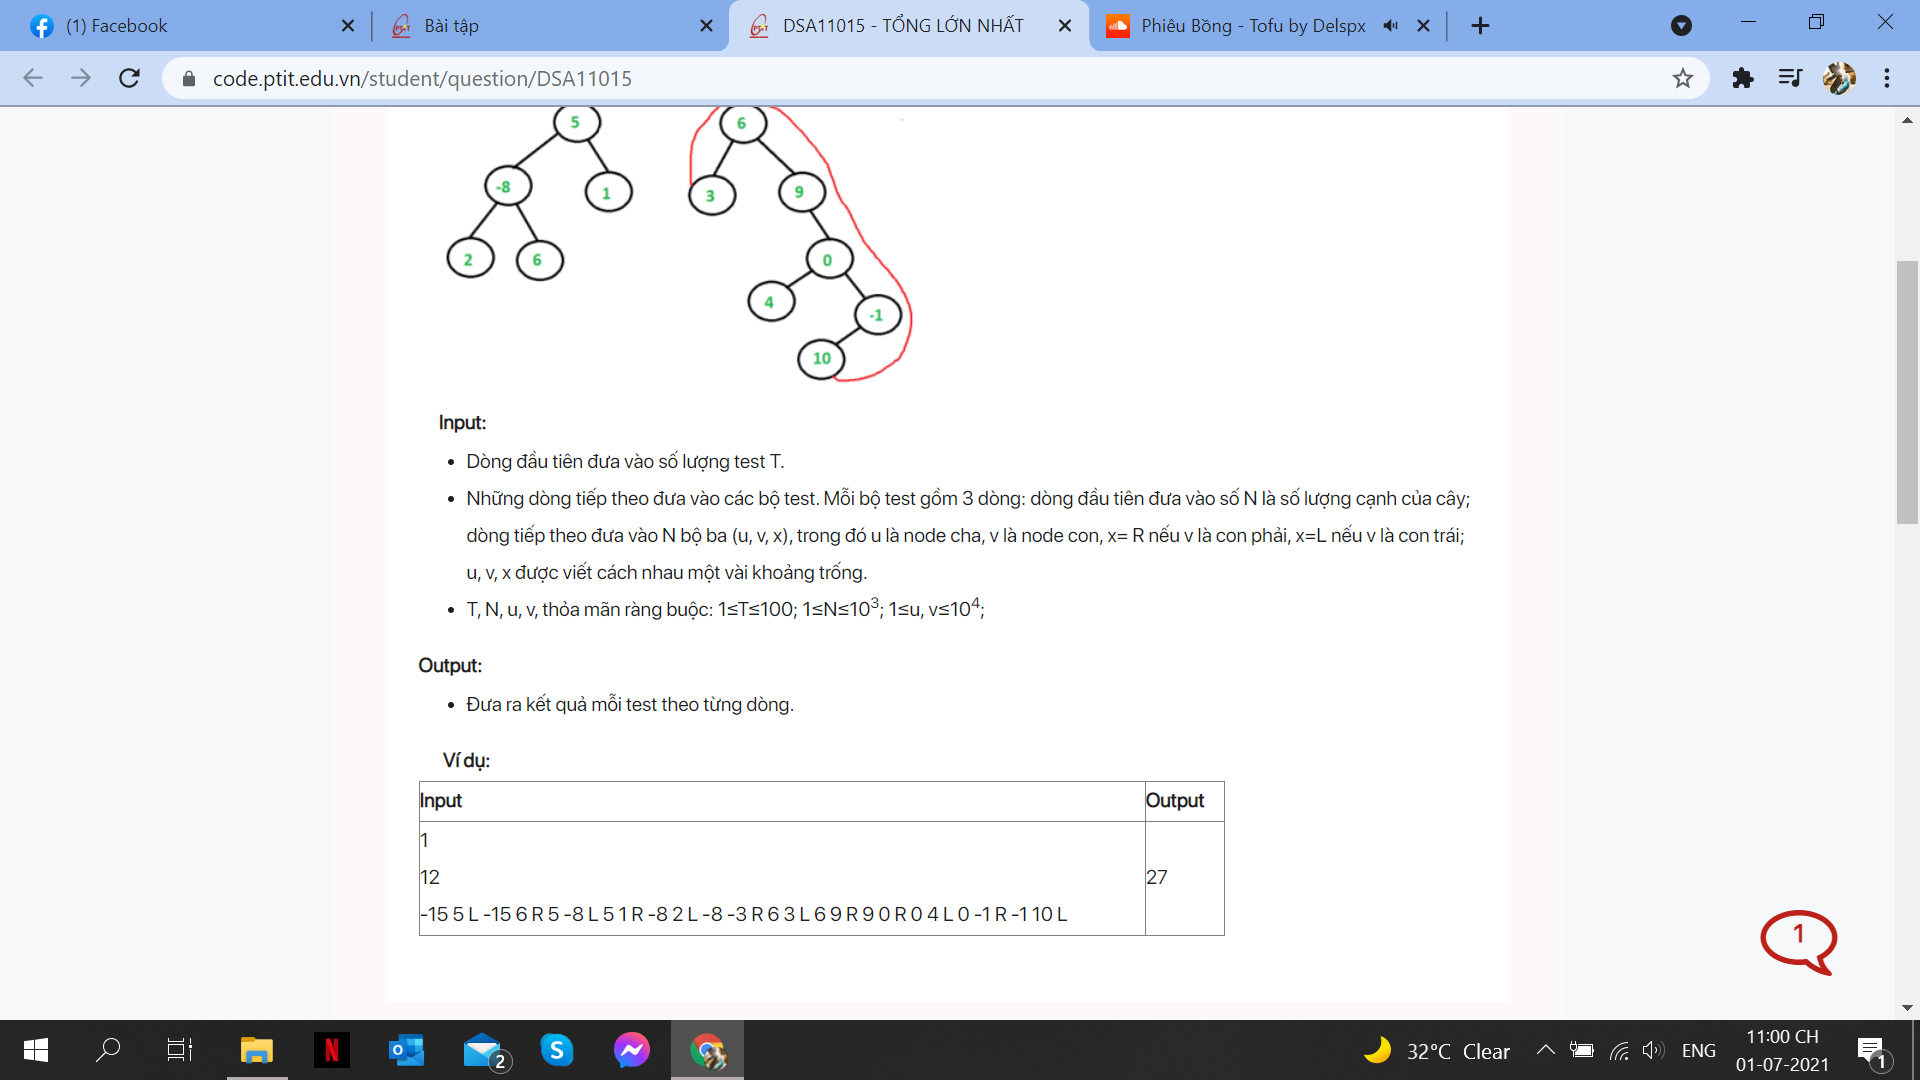 (1) Facebook
Bài tập
DSA11015 - TỔNG LỚN NHẤT
Phiêu Bồng - Tofu by Delspx
code.ptit.edu.vn/student/question/DSA11015
5
6
-8
1
3
9
2
6
0
4
-1
10
Input:
Dòng đầu tiên đưa vào số lượng test T.
Những dòng tiếp theo đưa vào các bộ test. Mỗi bộ test gồm 3 dòng: dòng đầu tiên đưa vào số N là số lượng cạnh của cây;
dòng tiếp theo đưa vào N bộ ba (u, v, x), trong đó u là node cha, v là node con, x= R nếu v là con phải, x=L nếu v là con trái;
u, v, x được viết cách nhau một vài khoảng trống.
T, N, u, v, thỏa mãn ràng buộc: 1≤T≤100; 1≤N≤10³; 1≤u, v≤10⁴;
Output:
Đưa ra kết quả mỗi test theo từng dòng.
Ví dụ:
Input Output
1
12 27
-15 5 L -15 6 R 5 -8 L 5 1 R -8 2 L -8 -3 R 6 3 L 6 9 R 9 0 R 0 4 L 0 -1 R -1 10 L
1
2
32°C Clear
ENG
11:00 CH
01-07-2021
1